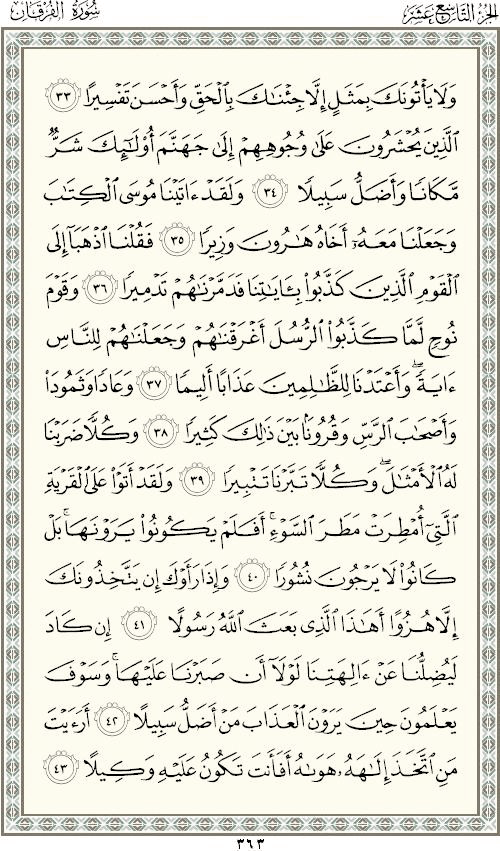 الجزء التاسع عشر
سورة الفرقان
وَلَا يَأْتُونَكَ بِمَثَلٍ إِلَّا جِئْنَٰكَ بِٱلْحَقِّ وَأَحْسَنَ تَفْسِيرًا ٣٣
ٱلَّذِينَ يُحْشَرُونَ عَلَىٰ وُجُوهِهِمْ إِلَىٰ جَهَنَّمَ أُو۟لَٰٓئِكَ شَرٌّ
مَّكَانًا وَأَضَلُّ سَبِيلًا ٣٤ وَلَقَدْ ءَاتَيْنَا مُوسَى ٱلْكِتَٰبَ
وَجَعَلْنَا مَعَهُۥٓ أَخَاهُ هَٰرُونَ وَزِيرًا ٣٥ فَقُلْنَا ٱذْهَبَآ إِلَى
ٱلْقَوْمِ ٱلَّذِينَ كَذَّبُوا۟ بِـَٔايَٰتِنَا فَدَمَّرْنَٰهُمْ تَدْمِيرًا ٣٦ وَقَوْمَ
نُوحٍ لَّمَّا كَذَّبُوا۟ ٱلرُّسُلَ أَغْرَقْنَٰهُمْ وَجَعَلْنَٰهُمْ لِلنَّاسِ
ءَايَةً ۖ وَأَعْتَدْنَا لِلظَّٰلِمِينَ عَذَابًا أَلِيمًا ٣٧ وَعَادًا وَثَمُودَا۟
وَأَصْحَٰبَ ٱلرَّسِّ وَقُرُونًۢا بَيْنَ ذَٰلِكَ كَثِيرًا ٣٨ وَكُلًّا ضَرَبْنَا
لَهُ ٱلْأَمْثَٰلَ ۖ وَكُلًّا تَبَّرْنَا تَتْبِيرًا ٣٩ وَلَقَدْ أَتَوْا۟ عَلَى ٱلْقَرْيَةِ
ٱلَّتِىٓ أُمْطِرَتْ مَطَرَ ٱلسَّوْءِ ۚ أَفَلَمْ يَكُونُوا۟ يَرَوْنَهَا ۚ بَلْ
كَانُوا۟ لَا يَرْجُونَ نُشُورًا ٤٠ وَإِذَا رَأَوْكَ إِن يَتَّخِذُونَكَ
إِلَّا هُزُوًا أَهَٰذَا ٱلَّذِى بَعَثَ ٱللَّهُ رَسُولًا ٤١ إِن كَادَ
لَيُضِلُّنَا عَنْ ءَالِهَتِنَا لَوْلَآ أَن صَبَرْنَا عَلَيْهَا ۚ وَسَوْفَ
يَعْلَمُونَ حِينَ يَرَوْنَ ٱلْعَذَابَ مَنْ أَضَلُّ سَبِيلًا ٤٢ أَرَءَيْتَ
مَنِ ٱتَّخَذَ إِلَٰهَهُۥ هَوَىٰهُ أَفَأَنتَ تَكُونُ عَلَيْهِ وَكِيلًا ٤٣
٣٦٣